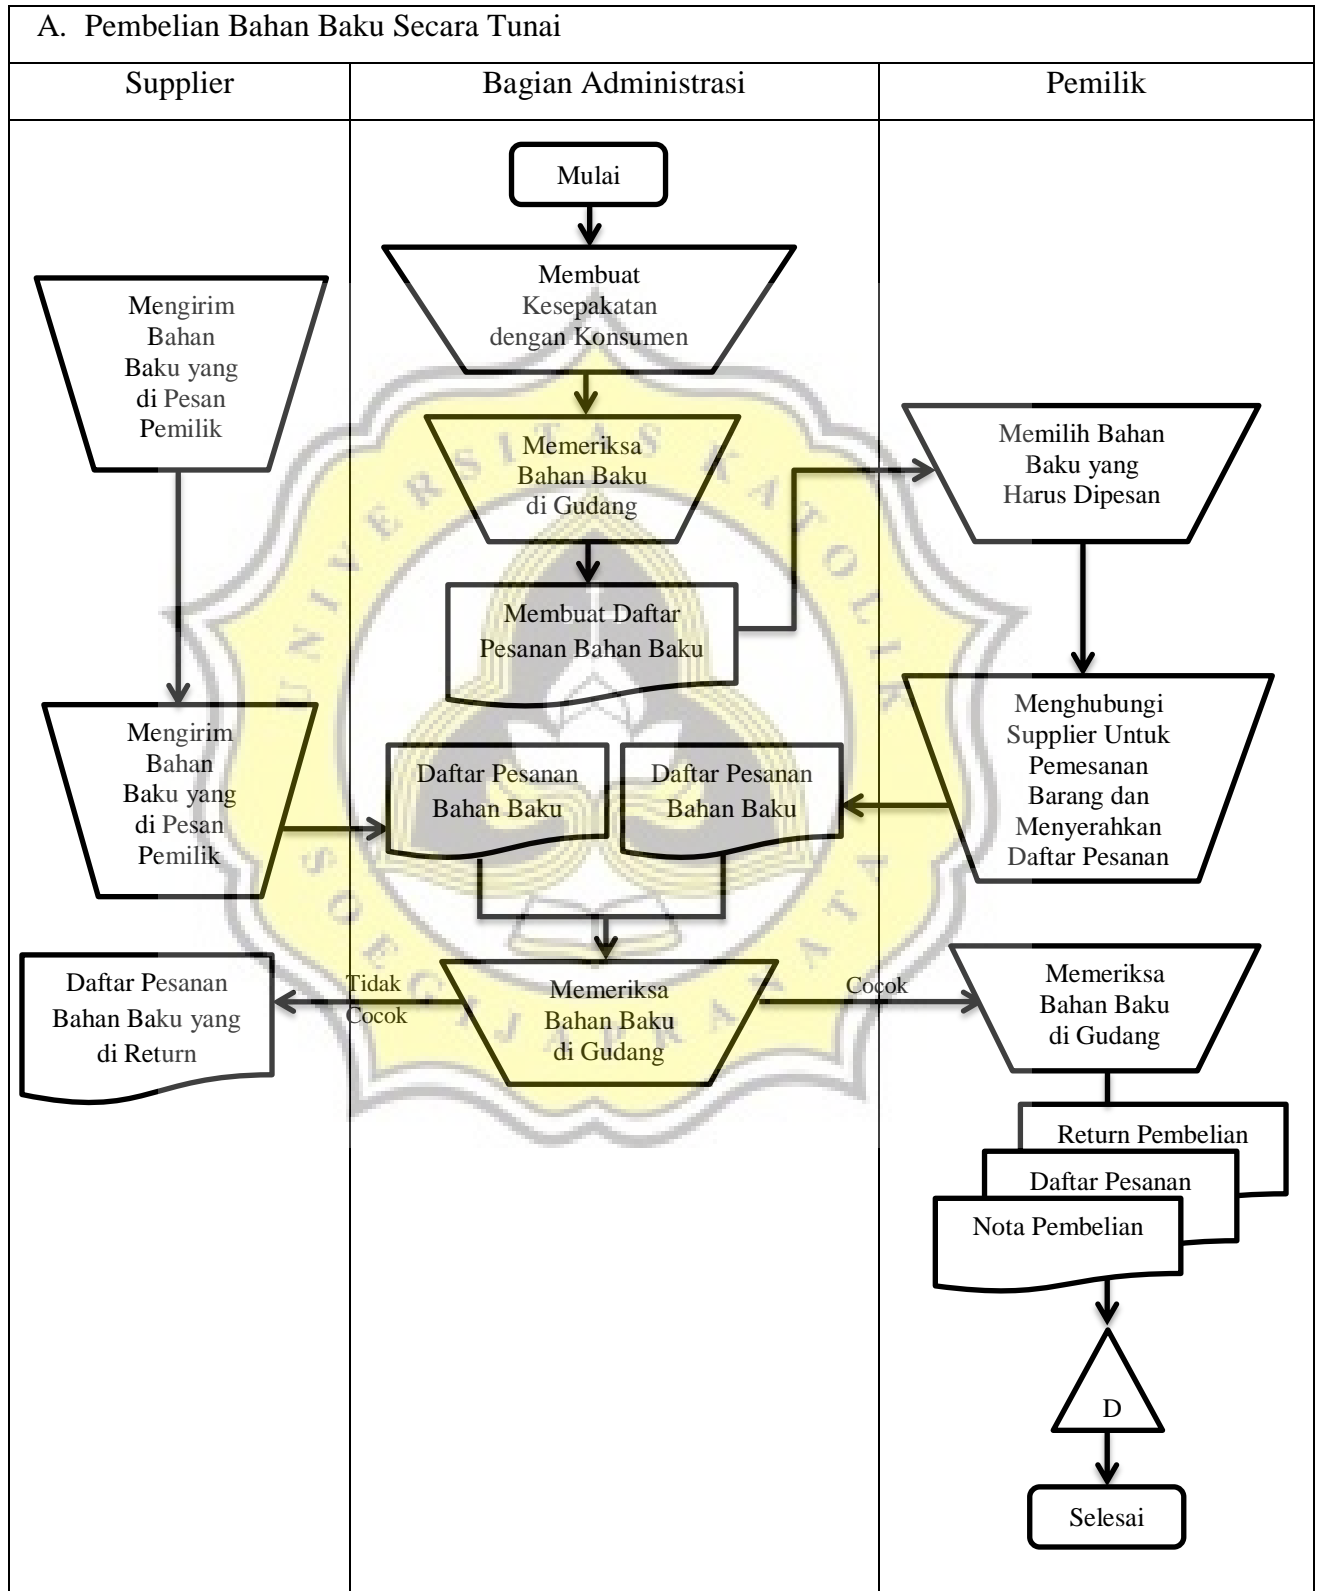 A. Pembelian Bahan Baku Secara Tunai
Supplier
Bagian Administrasi
Pemilik
Mulai
Membuat
Kesepakatan
dengan Konsumen
Mengirim
Bahan
Baku yang
di Pesan
Pemilik
Memeriksa
Bahan Baku
di Gudang
Memilih Bahan
Baku yang
Harus Dipesan
Membuat Daftar
Pesanan Bahan Baku
Mengirim
Bahan
Baku yang
di Pesan
Pemilik
Daftar Pesanan
Bahan Baku
Daftar Pesanan
Bahan Baku
Menghubungi
Supplier Untuk
Pemesanan
Barang dan
Menyerahkan
Daftar Pesanan
Daftar Pesanan
Bahan Baku yang
di Return
Tidak
Cocok
Memeriksa
Bahan Baku
di Gudang
Cocok
Memeriksa
Bahan Baku
di Gudang
Return Pembelian
Daftar Pesanan
Nota Pembelian
D
Selesai
UNIVERSITAS KATOLIK
SOEGIJAPRANATA